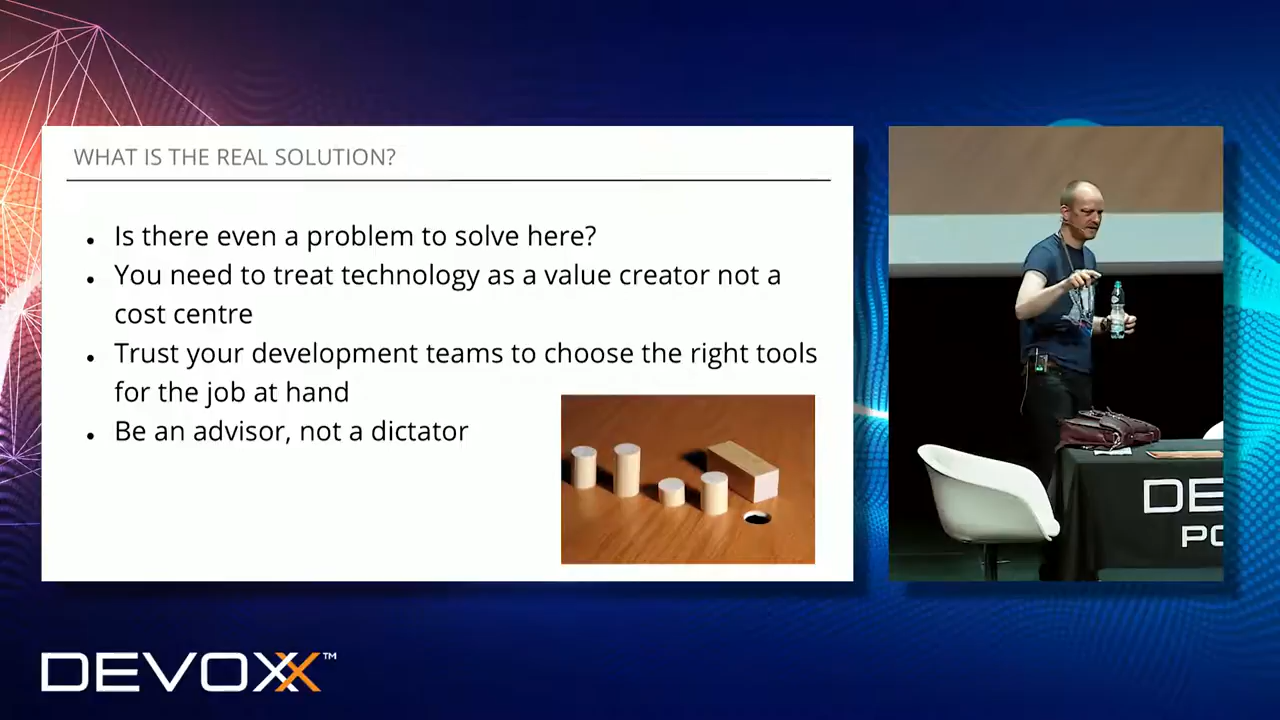 WHAT IS THE REAL SOLUTION?
Is there even a problem to solve here?
You need to treat technology as a value creator not a
cost centre
Trust your development teams to choose the right tools
for the job at hand
Be an advisor, not a dictator
DE
PO
DEVOXX™